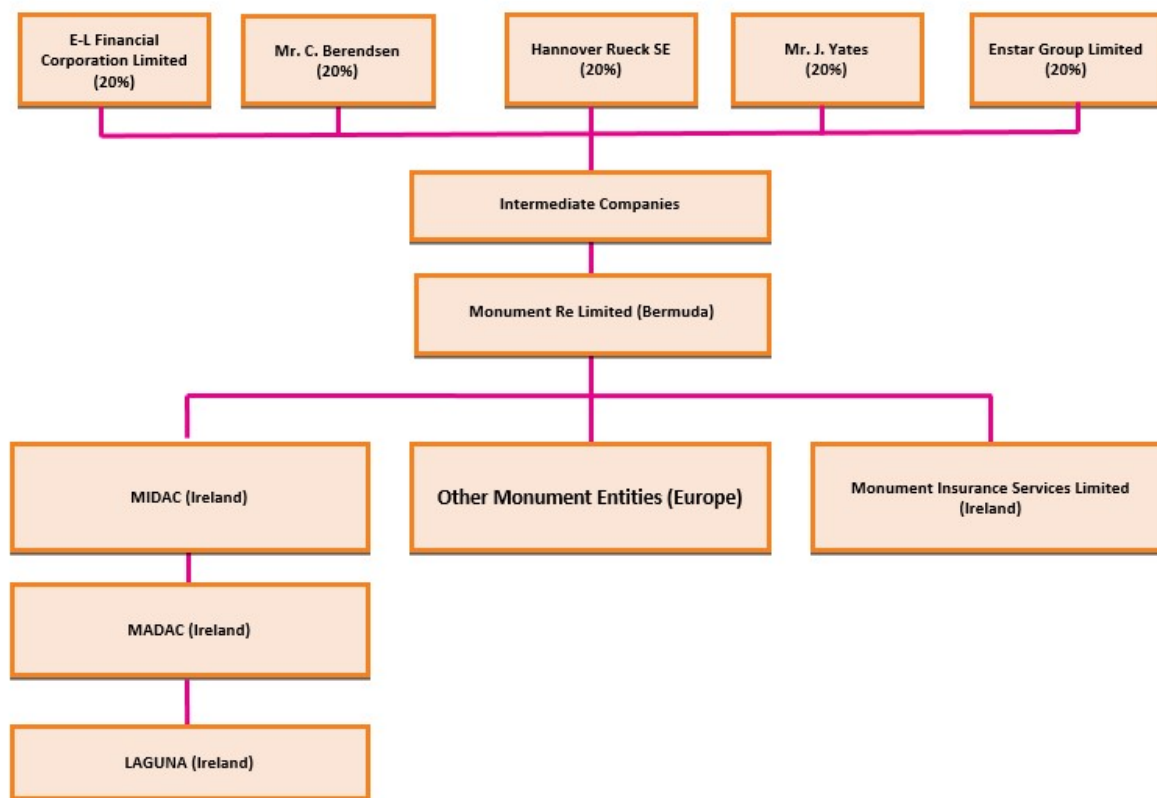 E-L Financial
Corporation Limited
(20%)
Mr. C. Berendsen
(20%)
Hannover Rueck SE
(20%)
Mr. J. Yates
(20%)
Enstar Group Limited
(20%)
Intermediate Companies
Monument Re Limited (Bermuda)
MIDAC (Ireland)
Other Monument Entities (Europe)
Monument Insurance Services Limited
(Ireland)
MADAC (Ireland)
LAGUNA (Ireland)